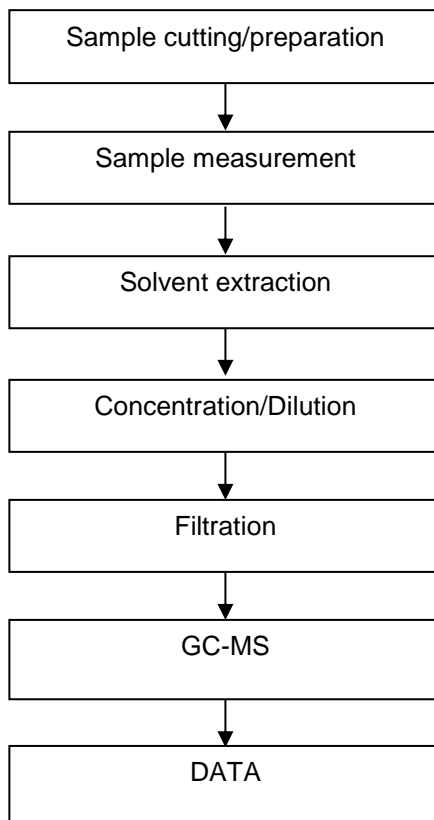 Sample cutting/preparation
Sample measurement
Solvent extraction
Concentration/Dilution
Filtration
GC-MS
DATA